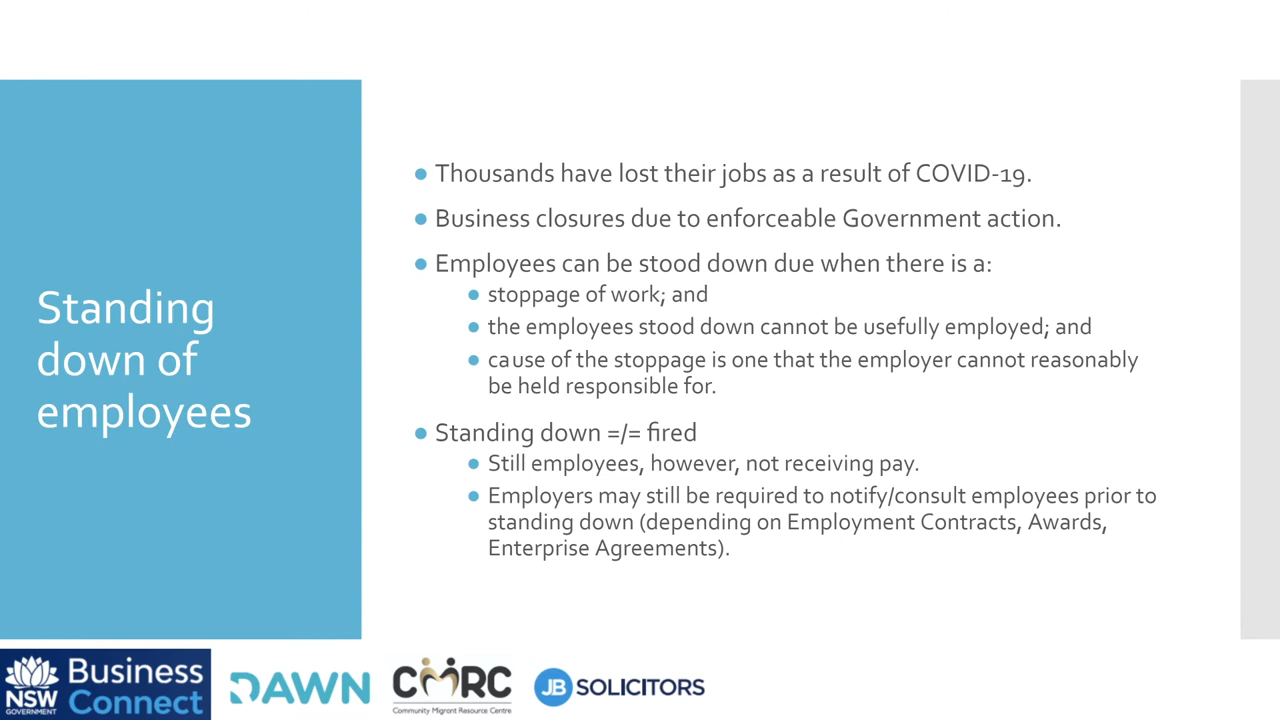 Standing
down of
employees
Thousands have lost their jobs as a result of COVID-19.
Business closures due to enforceable Government action.
Employees can be stood down due when there is a:
stoppage of work; and
the employees stood down cannot be usefully employed; and
cause of the stoppage is one that the employer cannot reasonably
be held responsible for.
Standing down =/= fired
Still employees, however, not receiving pay.
Employers may still be required to notify/consult employees prior to
standing down (depending on Employment Contracts, Awards,
Enterprise Agreements).
NSW
GOVERNMENT
Business
Connect
DAWN
CMRC
Community Migrant Resource Centre
JB SOLICITORS